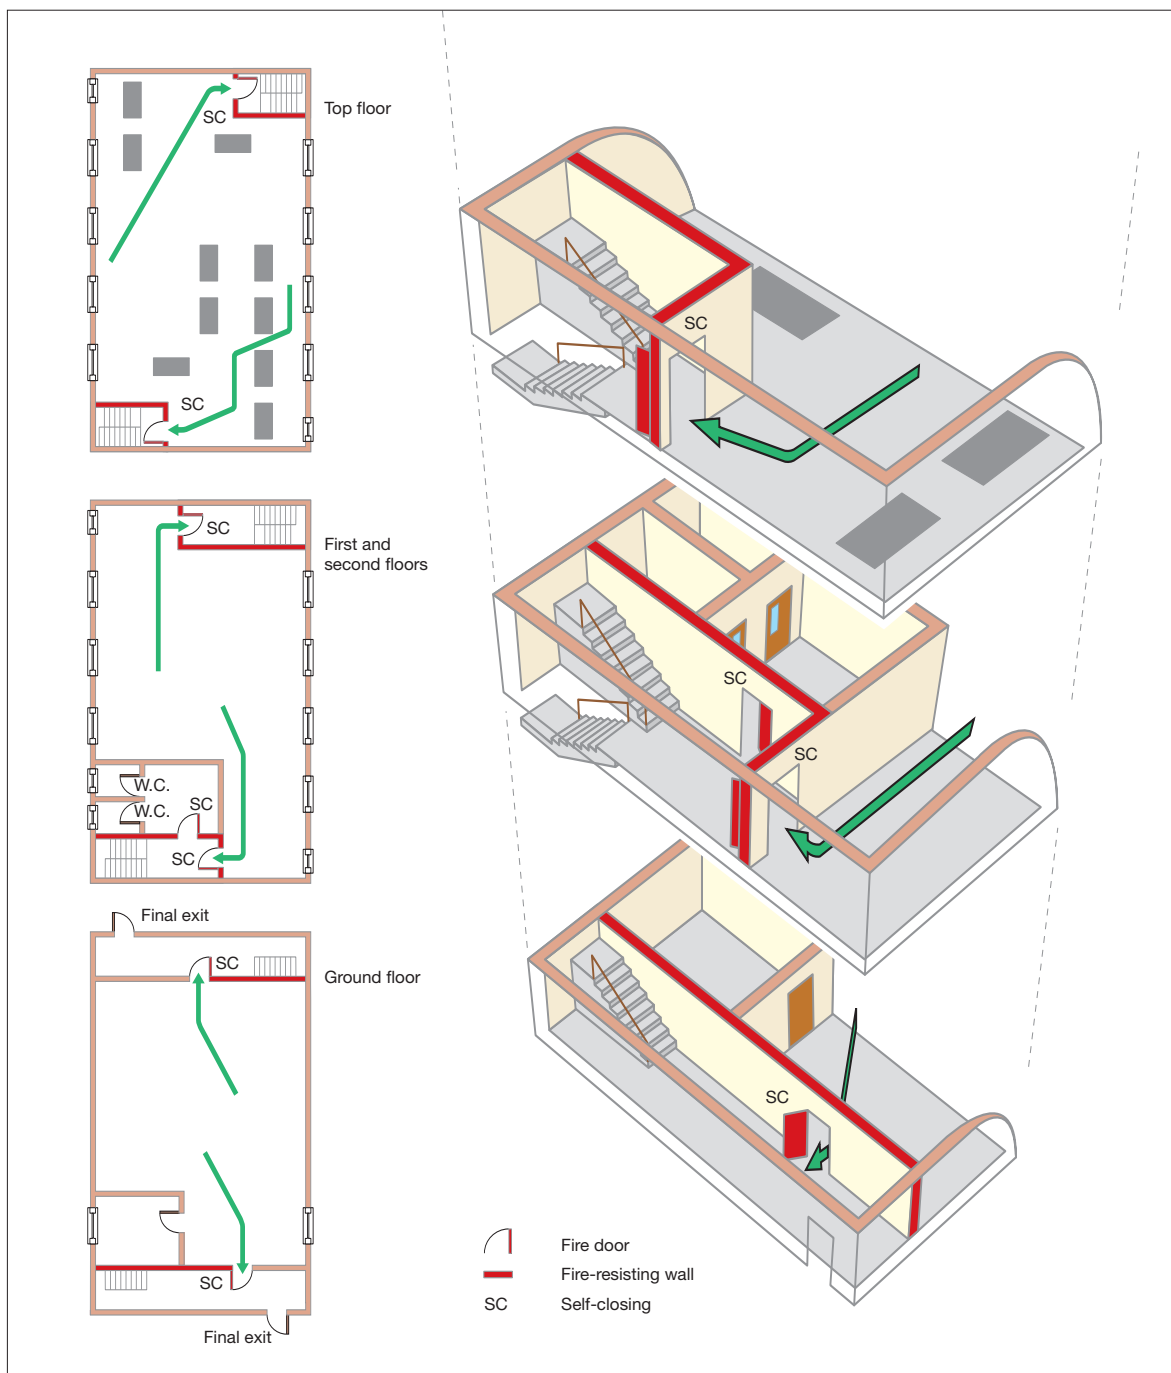 Top floor
SC
SC
First and
second floors
SC
W.C.
W.C.
SC
SC
Final exit
SC
Ground floor
SC
Final exit
SC
SC
SC
SC
Fire door
Fire-resisting wall
SC
Self-closing